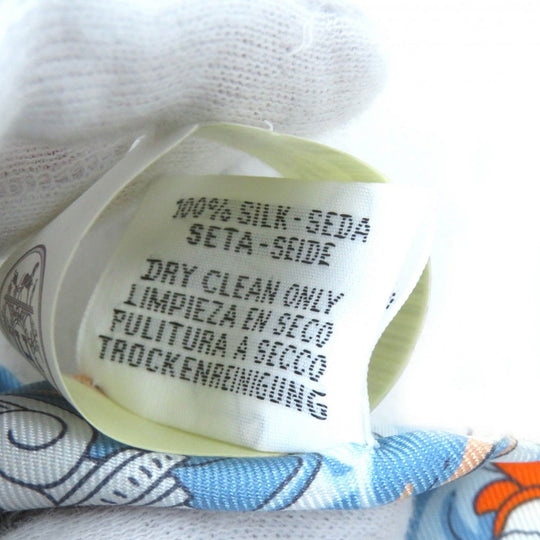 100% SILK-SEDA
SETA-SEIDE
DRY CLEAN ONLY
LIMPIEZA EN SECO
PULITURA A SECCO
TROCKENREINIGUNG